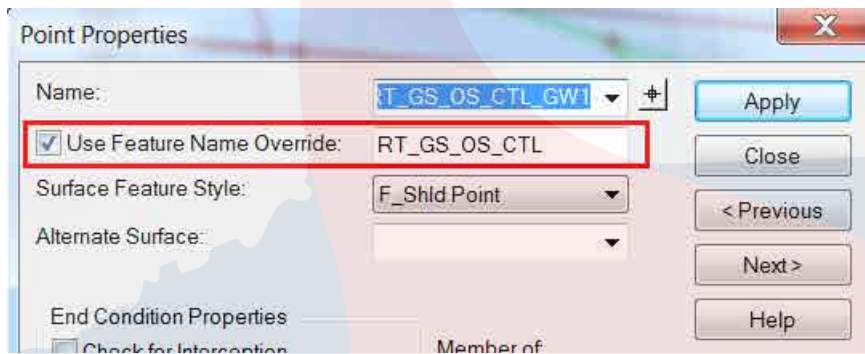 Point Properties
X
Name: RT_GS_OS_CTL_GW1
Apply
Use Feature Name Override: RT_GS_OS_CTL
Close
Surface Feature Style: F_Shld Point
< Previous
Alternate Surface:
Next >
End Condition Properties
Help
Check for Interception
Member of: